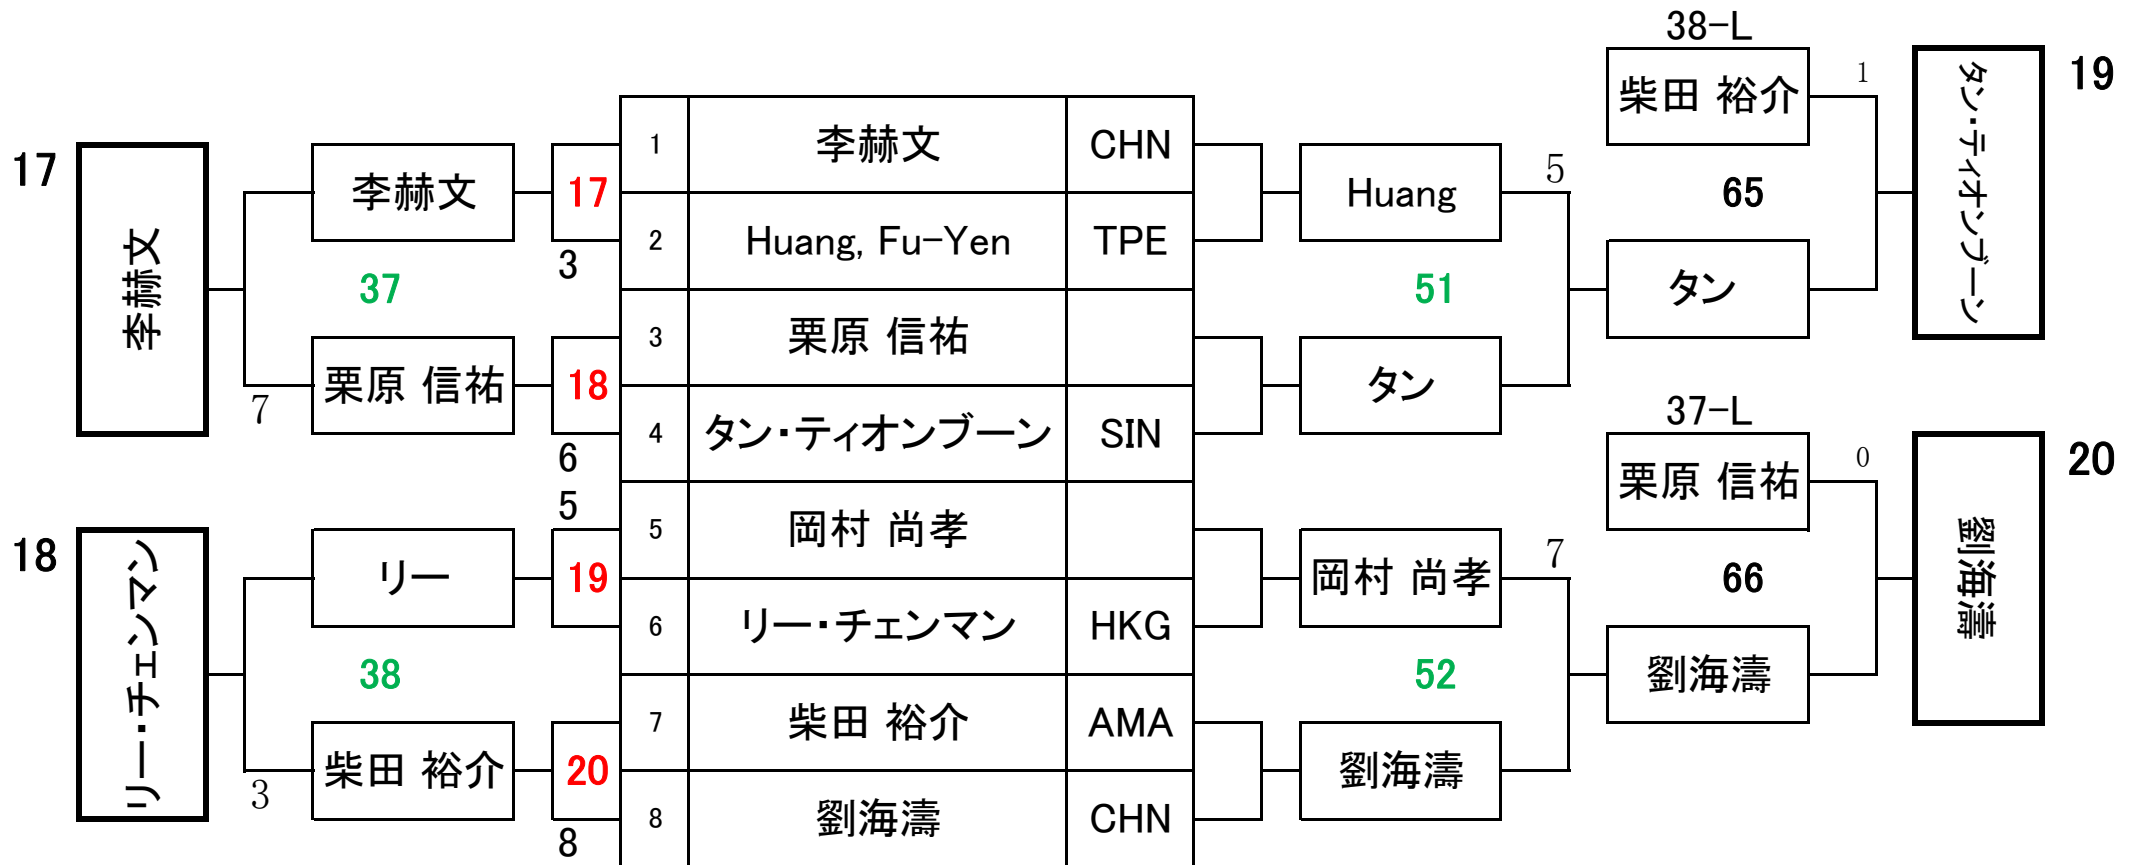 38-L
柴田 裕介
1
タン・ティオンブーン
19
17
李赫文
李赫文
17
3
1
李赫文
CHN
Huang
5
65
37
2
Huang, Fu-Yen
TPE
51
タン
栗原 信祐
7
18
6
3
栗原 信祐
タン
37-L
4
タン・ティオンブーン
SIN
栗原 信祐
0
劉海濤
20
18
リー・チェンマン
リー
5
19
5
岡村 尚孝
岡村 尚孝
7
66
38
6
リー・チェンマン
HKG
52
劉海濤
柴田 裕介
3
20
8
7
柴田 裕介
AMA
劉海濤
8
劉海濤
CHN